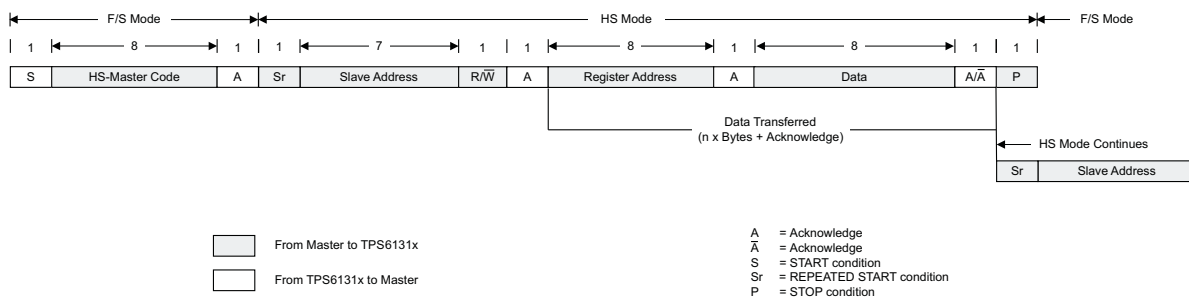 F/S Mode HS Mode F/S Mode
1 8 1 1 7 1 1 8 1 8 1 1
S HS-Master Code A Sr Slave Address R/W̅ A Register Address A Data A/A̅ P
Data Transferred
(n x Bytes + Acknowledge)
HS Mode Continues
Sr Slave Address
From Master to TPS6131x
From TPS6131x to Master
A = Acknowledge
A̅ = Acknowledge
S = START condition
Sr = REPEATED START condition
P = STOP condition